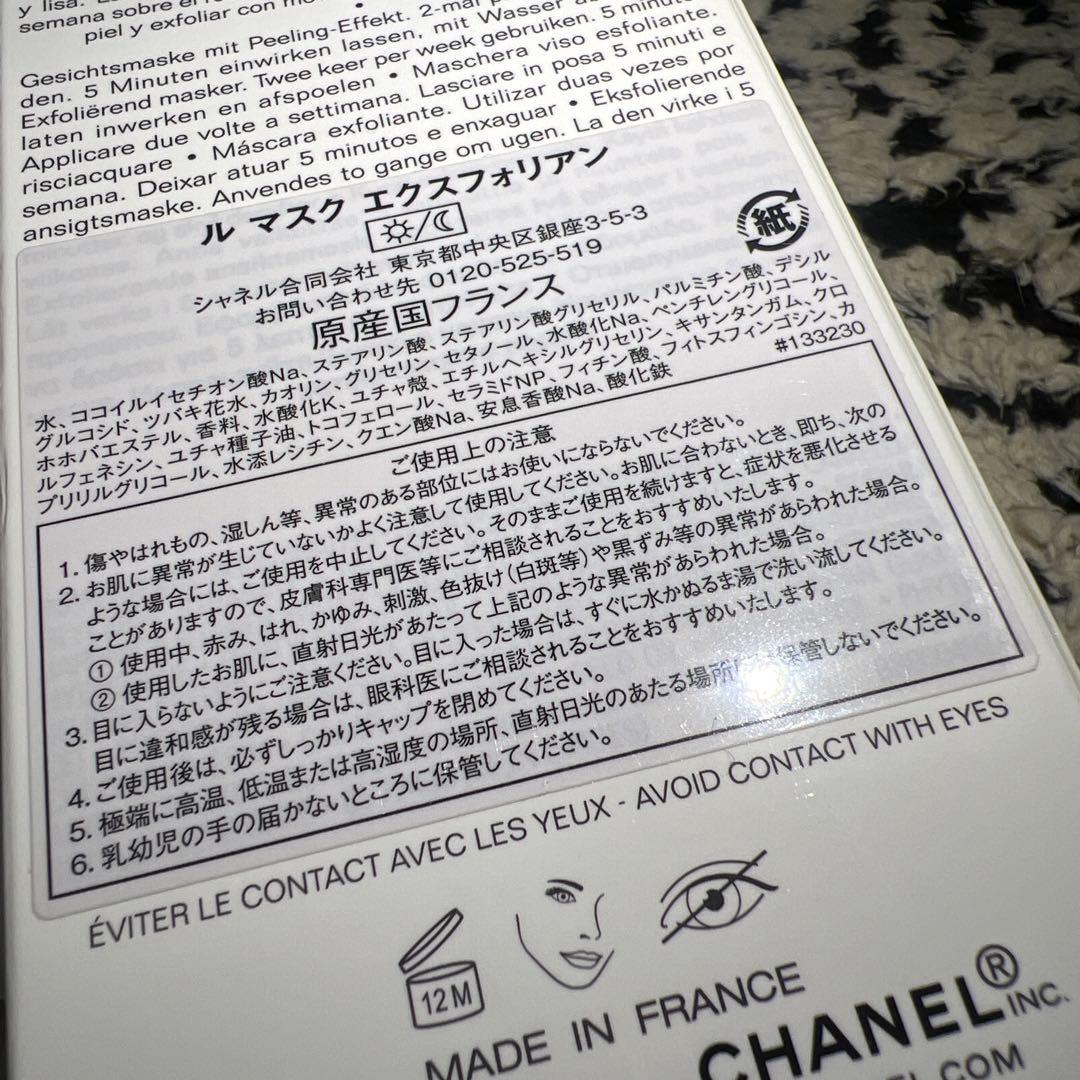 y lisa.
semana sobre el
piel y exfoliar con
Gesichtsmaske mit Peeling-Effekt. 2-mal
den. 5 Minuten einwirken lassen, mit Wasser
Exfoliërend masker. Twee keer per week gebruiken. 5
laten inwerken en afspoelen • Maschera viso esfoliante.
Applicare due volte a settimana. Lasciare in posa 5 minuti e
risciacquare • Máscara exfoliante. Utilizar duas vezes por
semana. Deixar atuar 5 minutos e enxaguar • Eksfolierende
ansigtsmaske. Anvendes to gange om ugen. La den virke i 5
ル マスク エクスフォリアン
紙
シャネル合同会社 東京都中央区銀座3-5-3
お問い合わせ先 0120-525-519
原産国フランス
水、ココイルイセチオン酸Na、ステアリン酸、ステアリン酸グリセリル、パルミチン酸、デシル
グルコシド、ツバキ花水、カオリン、グリセリン、セタノール、水酸化Na、ペンチレングリコール、
ホホバエステル、香料、水酸化K、ユチャ殻、エチルヘキシルグリセリン、キサンタンガム、クロ
ルフェネシン、ユチャ種子油、トコフェロール、セラミドNP、フィチン酸、フィトスフィンゴシン、カ
プリリルグリコール、水添レシチン、クエン酸Na、安息香酸Na、酸化鉄
#133230
ご使用上の注意
1. 傷やはれもの、湿しん等、異常のある部位にはお使いにならないでください。
2. お肌に異常が生じていないかよく注意して使用してください。お肌に合わないとき、即ち、次の
ような場合には、ご使用を中止してください。そのままご使用を続けますと、症状を悪化させる
ことがありますので、皮膚科専門医等にご相談されることをおすすめいたします。
① 使用中、赤み、はれ、かゆみ、刺激、色抜け(白斑等)や黒ずみ等の異常があらわれた場合。
② 使用したお肌に、直射日光があたって上記のような異常があらわれた場合。
3. 目に入らないようにご注意ください。目に入った場合は、すぐに水かぬるま湯で洗い流してください。
目に違和感が残る場合は、眼科医にご相談されることをおすすめいたします。
4. ご使用後は、必ずしっかりキャップを閉めてください。
5. 極端に高温、低温または高湿度の場所、直射日光のあたる場所 保管しないでください。
6. 乳幼児の手の届かないところに保管してください。
ÉVITER LE CONTACT AVEC LES YEUX - AVOID CONTACT WITH EYES
12 M
MADE IN FRANCE
CHANEL® INC.
.COM